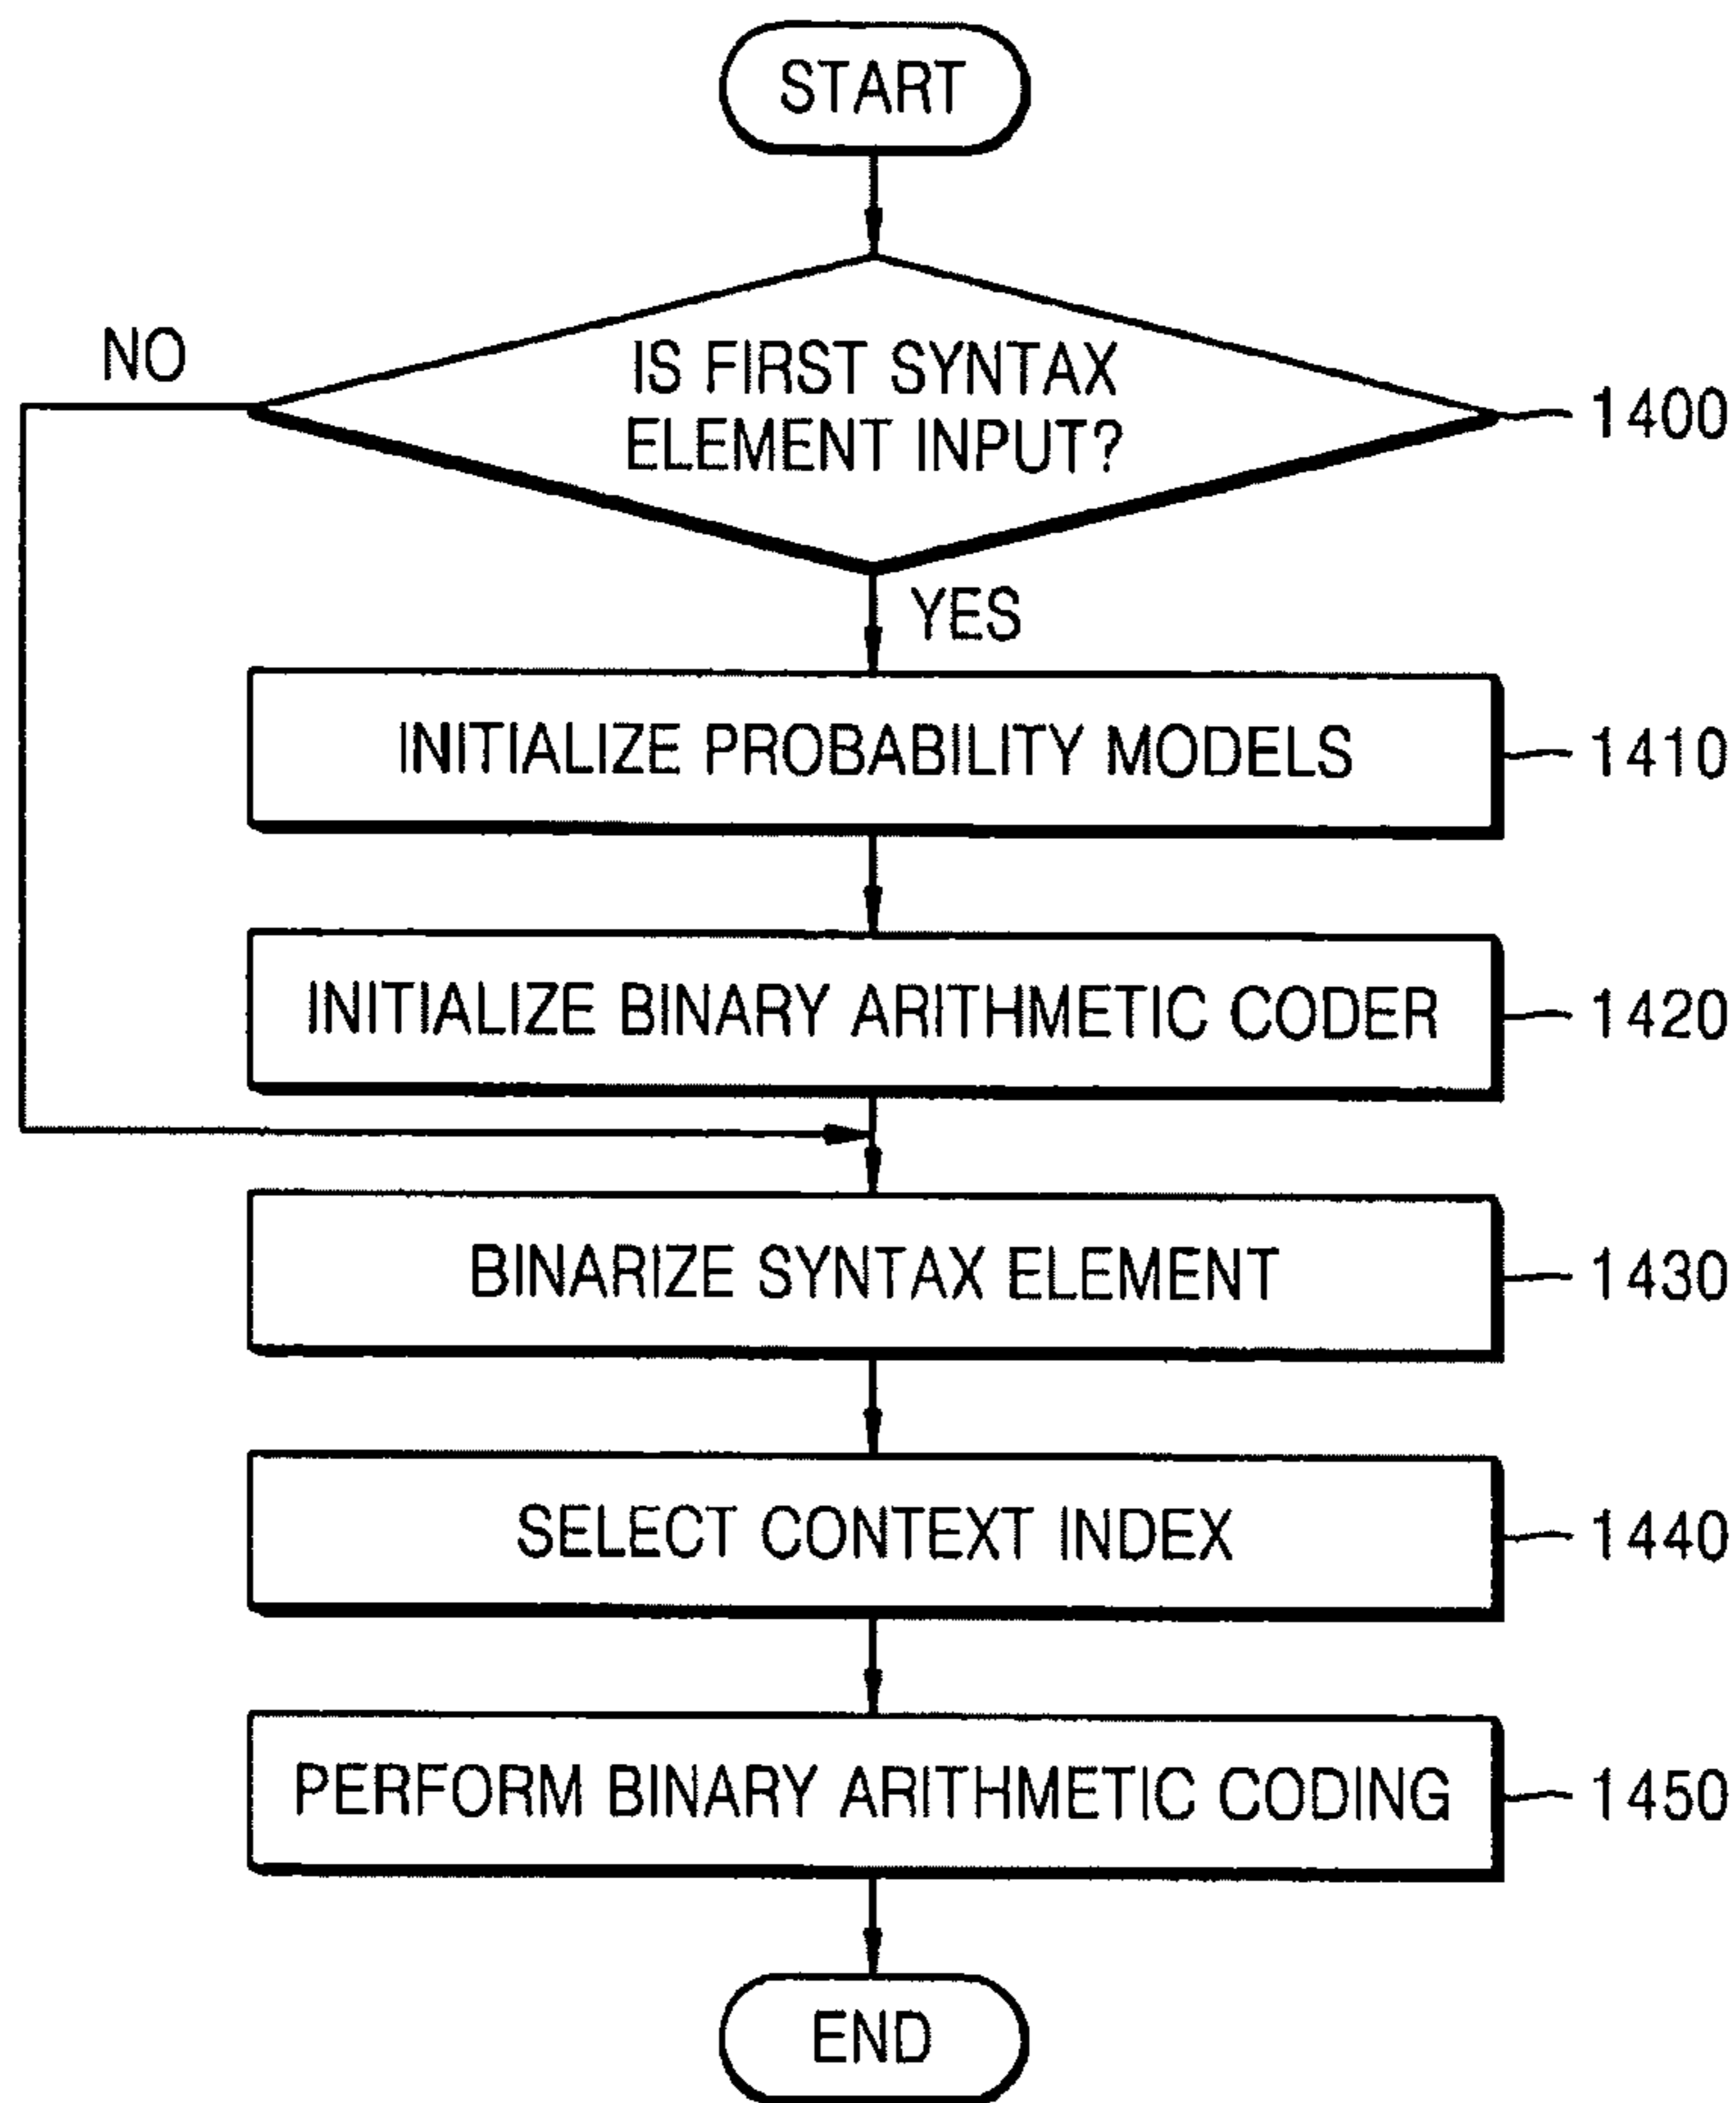 START
NO
IS FIRST SYNTAX
ELEMENT INPUT?
1400
YES
INITIALIZE PROBABILITY MODELS
1410
INITIALIZE BINARY ARITHMETIC CODER
1420
BINARIZE SYNTAX ELEMENT
1430
SELECT CONTEXT INDEX
1440
PERFORM BINARY ARITHMETIC CODING
1450
END